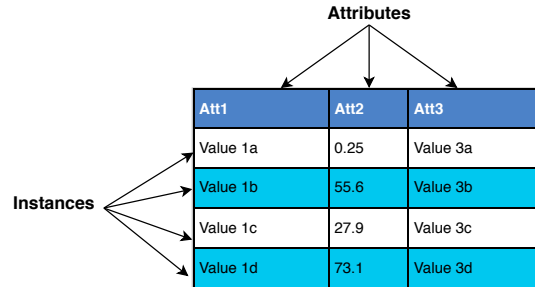 Attributes
Att1 Att2 Att3
Value 1a 0.25 Value 3a
Value 1b 55.6 Value 3b
Instances
Value 1c 27.9 Value 3c
Value 1d 73.1 Value 3d